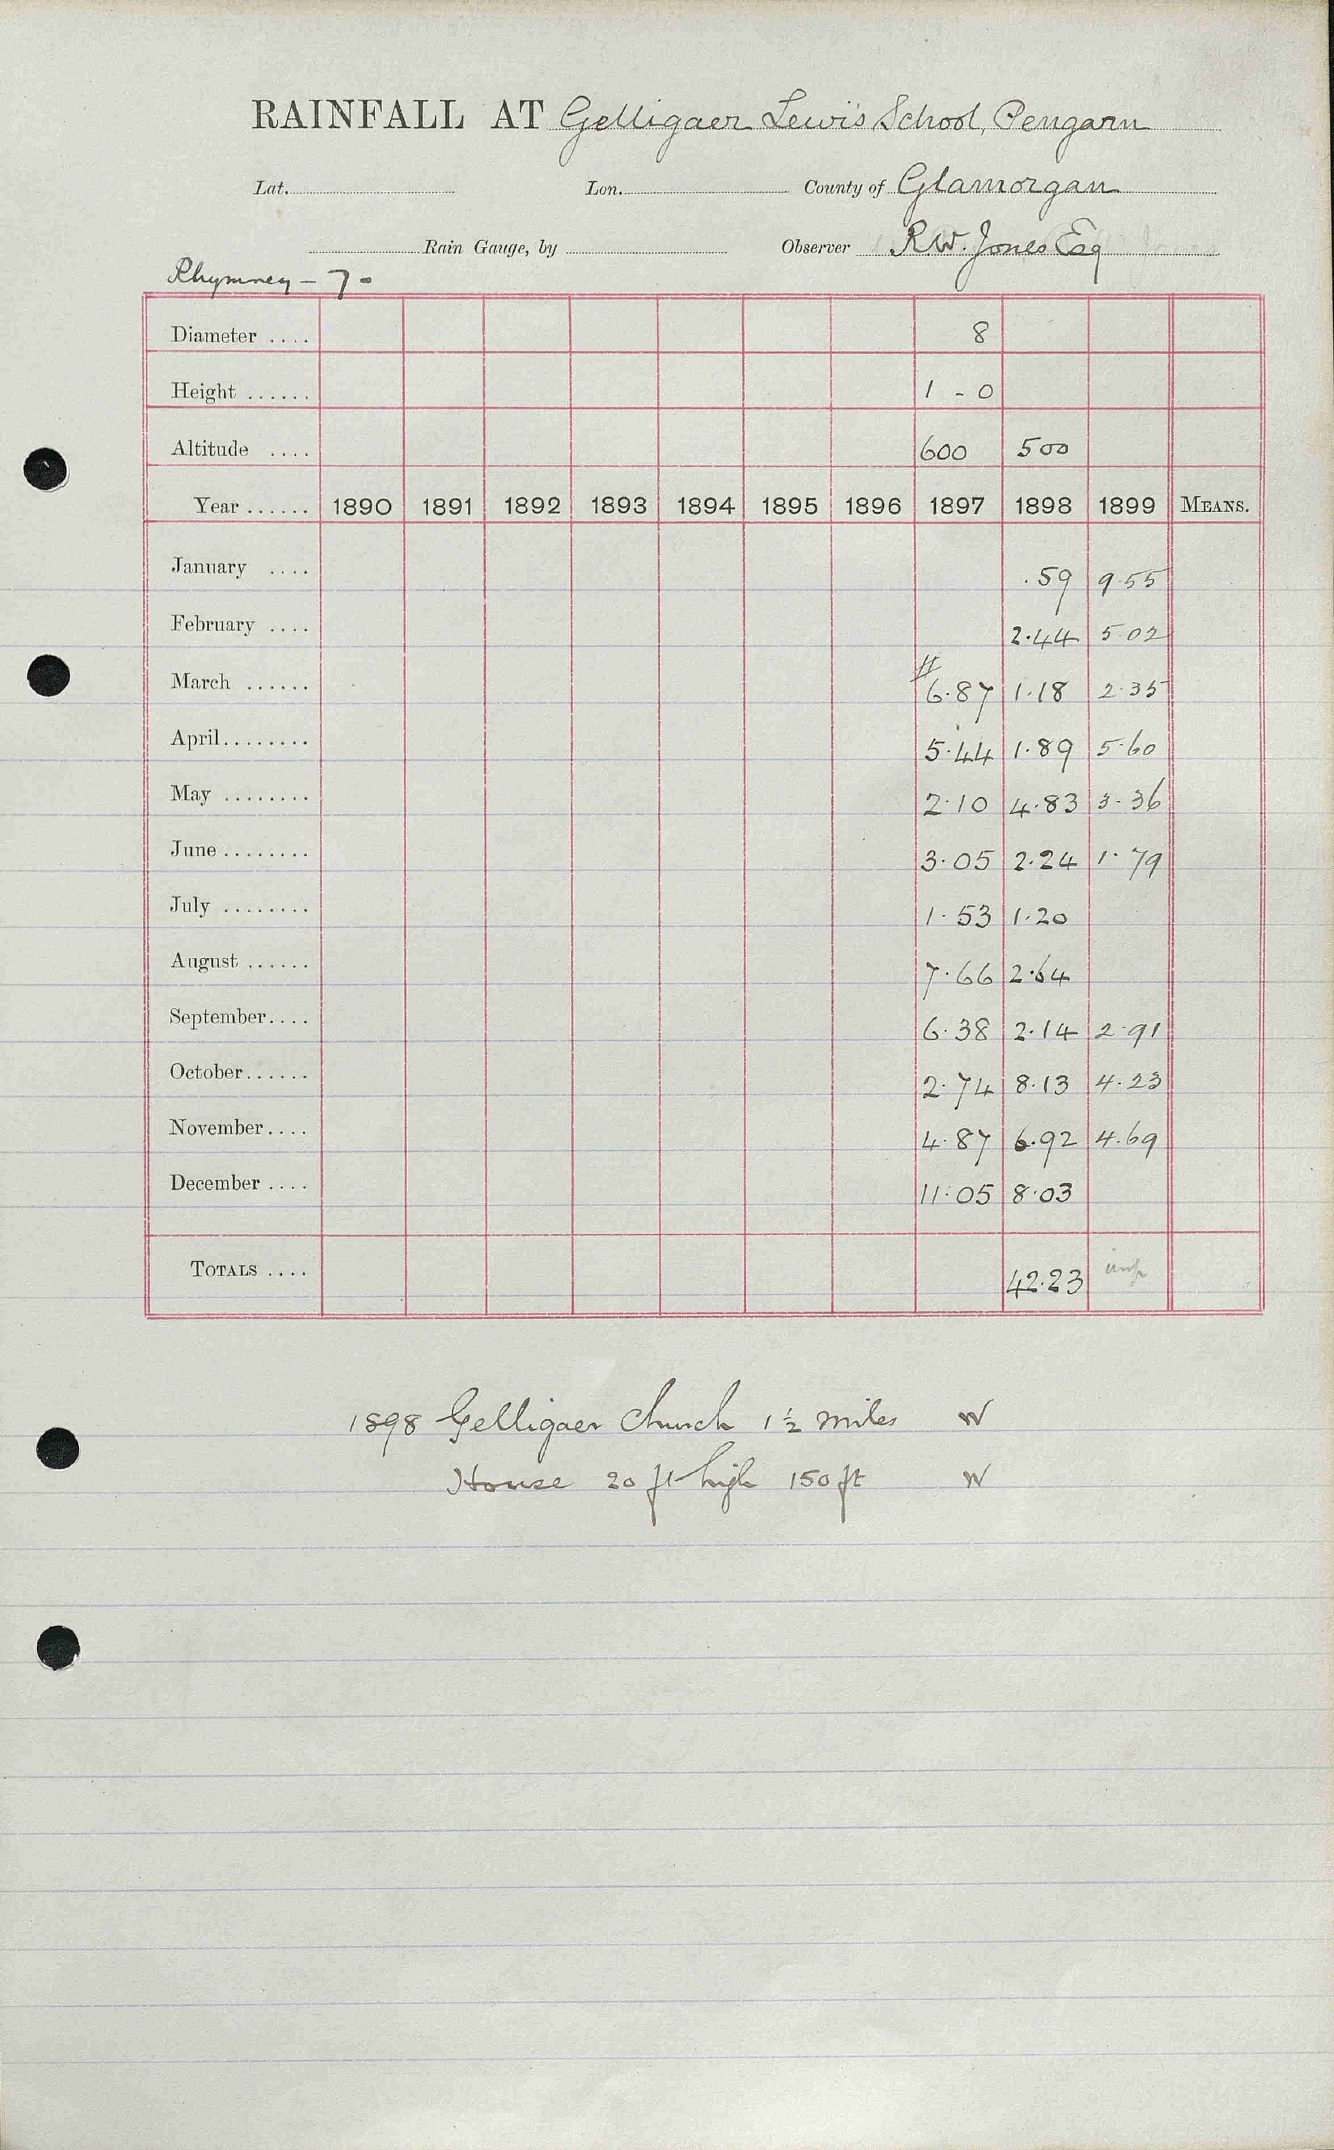 RAINFALL AT Gelligaer Lewis School, Pengarn
Lat. Lon. County of Glamorgan
Rain Gauge, by Observer R.W. Jones Esq
Rhymney - 7 -
Diameter .... 8
Height ...... 1 - 0
Altitude .... 600 500
Year ...... 1890 1891 1892 1893 1894 1895 1896 1897 1898 1899 MEANS.
January .... .59 9.55
February .... 2.44 5.02
March ...... # 6.87 1.18 2.35
April........ 5.44 1.89 5.60
May ........ 2.10 4.83 3.36
June ........ 3.05 2.24 1.79
July ........ 1.53 1.20
August ...... 7.66 2.64
September.... 6.38 2.14 2.91
October...... 2.74 8.13 4.23
November.... 4.87 6.92 4.69
December .... 11.05 8.03
TOTALS .... 42.23 imp
1898 Gelligaer Church 1½ miles W
House 20 ft high 150 ft W